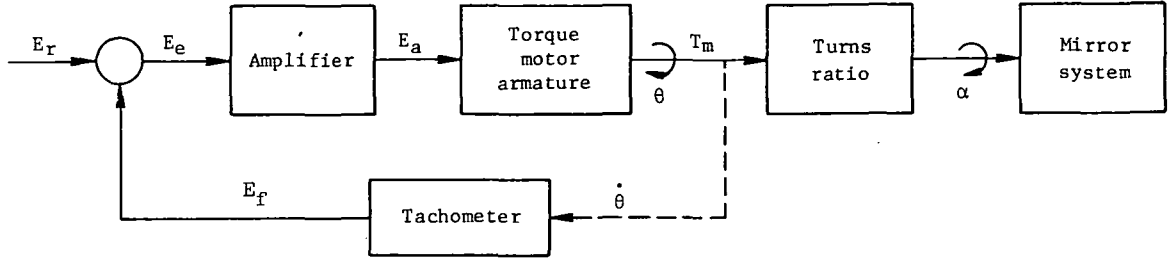 E_r
E_e
Amplifier
E_a
Torque
motor
armature
θ
T_m
Turns
ratio
α
Mirror
system
E_f
Tachometer
θ̇